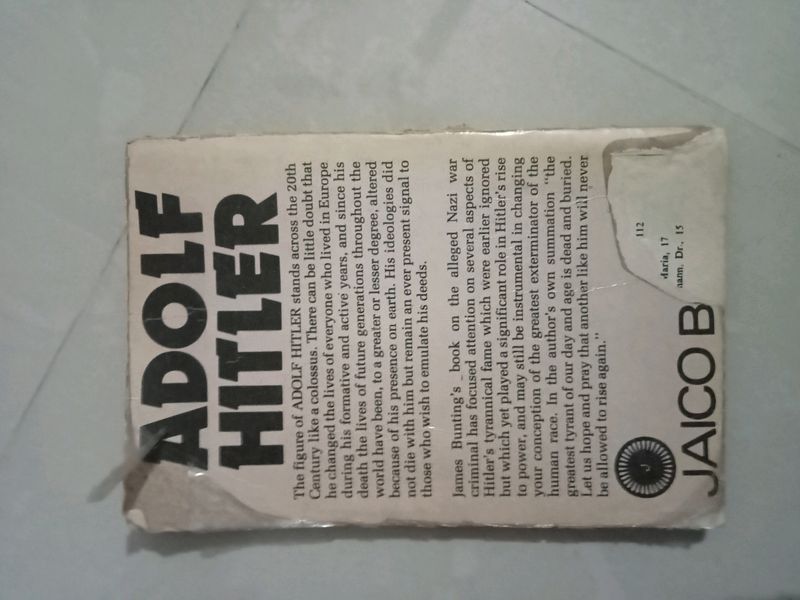 ADOLF
HITLER
The figure of ADOLF HITLER stands across the 20th
Century like a colossus. There can be little doubt that
he changed the lives of everyone who lived in Europe
during his formative and active years, and since his
death the lives of future generations throughout the
world have been, to a greater or lesser degree, altered
because of his presence on earth. His ideologies did
not die with him but remain an ever present signal to
those who wish to emulate his deeds.
James Bunting's book on the alleged Nazi war
criminal has focused attention on several aspects of
Hitler's tyrannical fame which were earlier ignored
but which yet played a significant role in Hitler's rise
to power, and may still be instrumental in changing
your conception of the greatest exterminator of the
human race. In the author's own summation, "the
greatest tyrant of our day and age is dead and buried.
Let us hope and pray that another like him will never
be allowed to rise again."
112
daria, 17
nann, Dr., 15
JAICO B